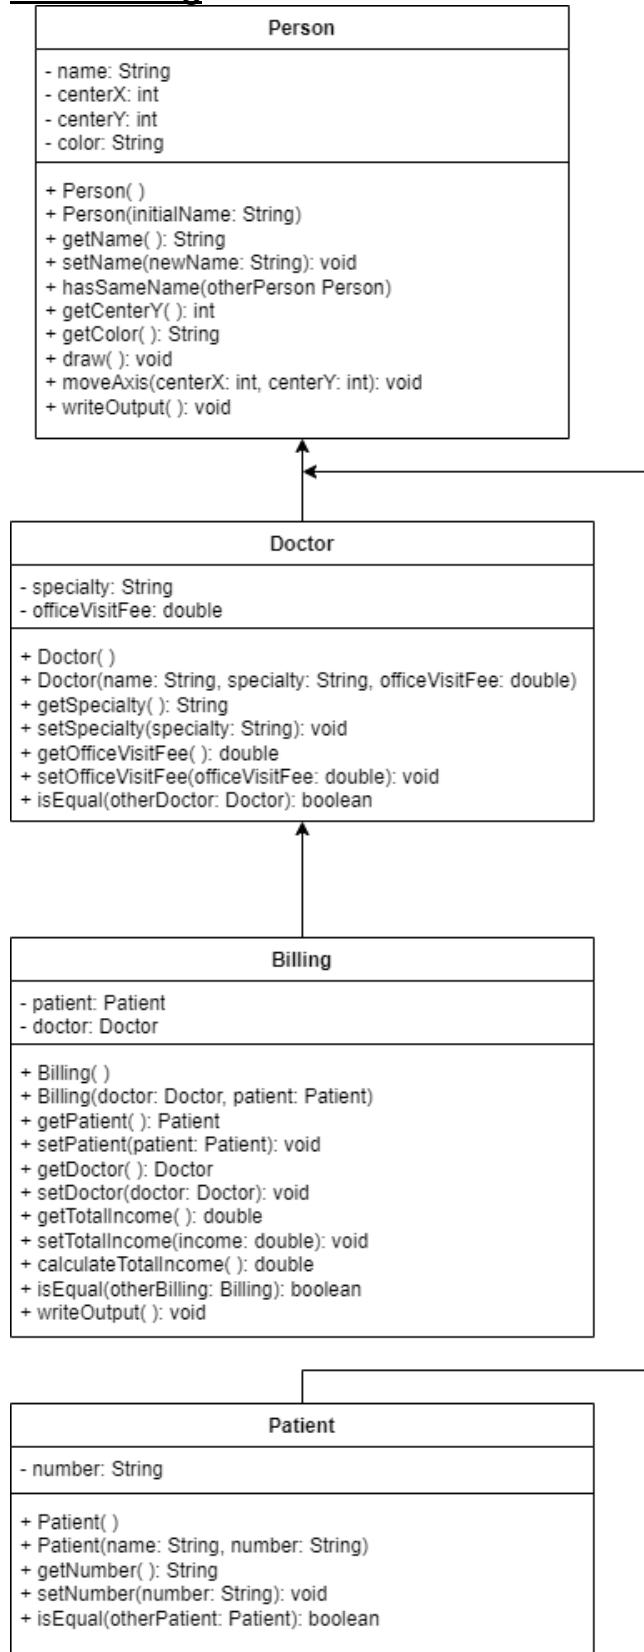 Person
- name: String
- centerX: int
- centerY: int
- color: String
+ Person( )
+ Person(initialName: String)
+ getName( ): String
+ setName(newName: String): void
+ hasSameName(otherPerson Person)
+ getCenterY( ): int
+ getColor( ): String
+ draw( ): void
+ moveAxis(centerX: int, centerY: int): void
+ writeOutput( ): void
Doctor
- specialty: String
- officeVisitFee: double
+ Doctor( )
+ Doctor(name: String, specialty: String, officeVisitFee: double)
+ getSpecialty( ): String
+ setSpecialty(specialty: String): void
+ getOfficeVisitFee( ): double
+ setOfficeVisitFee(officeVisitFee: double): void
+ isEqual(otherDoctor: Doctor): boolean
Billing
- patient: Patient
- doctor: Doctor
+ Billing( )
+ Billing(doctor: Doctor, patient: Patient)
+ getPatient( ): Patient
+ setPatient(patient: Patient): void
+ getDoctor( ): Doctor
+ setDoctor(doctor: Doctor): void
+ getTotalIncome( ): double
+ setTotalIncome(income: double): void
+ calculateTotalIncome( ): double
+ isEqual(otherBilling: Billing): boolean
+ writeOutput( ): void
Patient
- number: String
+ Patient( )
+ Patient(name: String, number: String)
+ getNumber( ): String
+ setNumber(number: String): void
+ isEqual(otherPatient: Patient): boolean